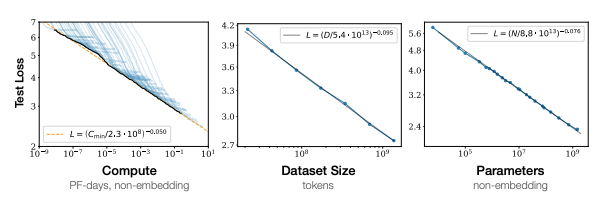 Test Loss
7
6
5
4
3
2
L = (C_min/2.3 · 10^8)^−0.050
10^−9 10^−7 10^−5 10^−3 10^−1 10^1
Compute
PF-days, non-embedding
4.2
3.9
3.6
3.3
3.0
2.7
L = (D/5.4 · 10^13)^−0.095
10^8 10^9
Dataset Size
tokens
5.6
4.8
4.0
3.2
2.4
L = (N/8.8 · 10^13)^−0.076
10^5 10^7 10^9
Parameters
non-embedding